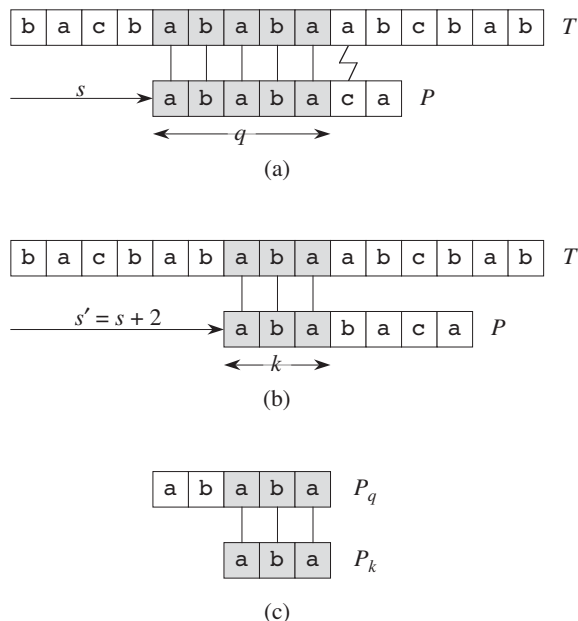 b a c b a b a b a a b c b a b T
s a b a b a c a P
q
(a)
b a c b a b a b a a b c b a b T
s′ = s + 2 a b a b a c a P
k
(b)
a b a b a P_q
a b a P_k
(c)